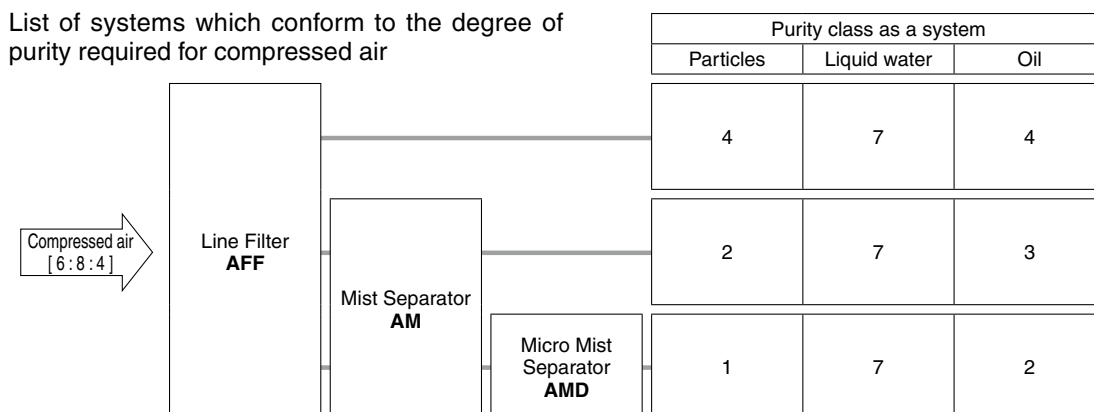 List of systems which conform to the degree of
purity required for compressed air
Purity class as a system
Particles Liquid water Oil
4 7 4
Compressed air
[ 6 : 8 : 4 ]
Line Filter
AFF
2 7 3
Mist Separator
AM
Micro Mist
Separator
AMD
1 7 2